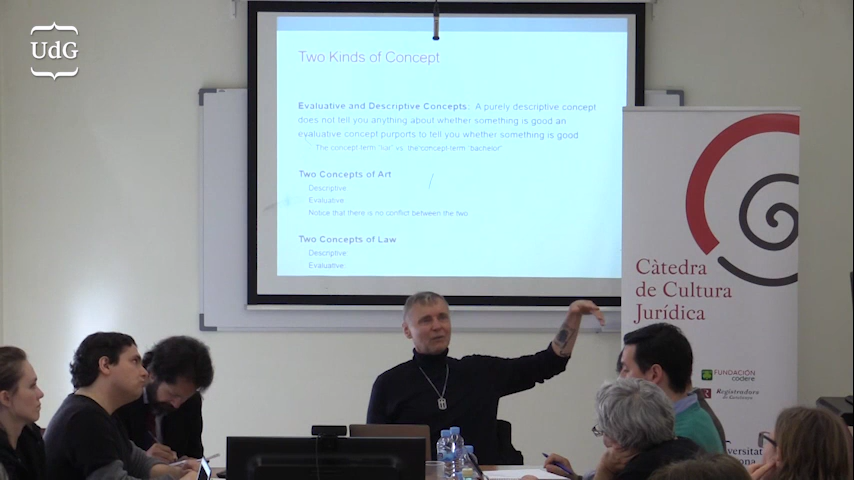 UdG
Two Kinds of Concept
Evaluative and Descriptive Concepts: A purely descriptive concept
does not tell you anything about whether something is good an
evaluative concept purports to tell you whether something is good
The concept-term "liar" vs. the concept-term "bachelor"
Two Concepts of Art
Descriptive:
Evaluative:
Notice that there is no conflict between the two
Two Concepts of Law
Descriptive:
Evaluative:
Càtedra
de Cultura
Jurídica
FUNDACIÓN
codere
Registradores